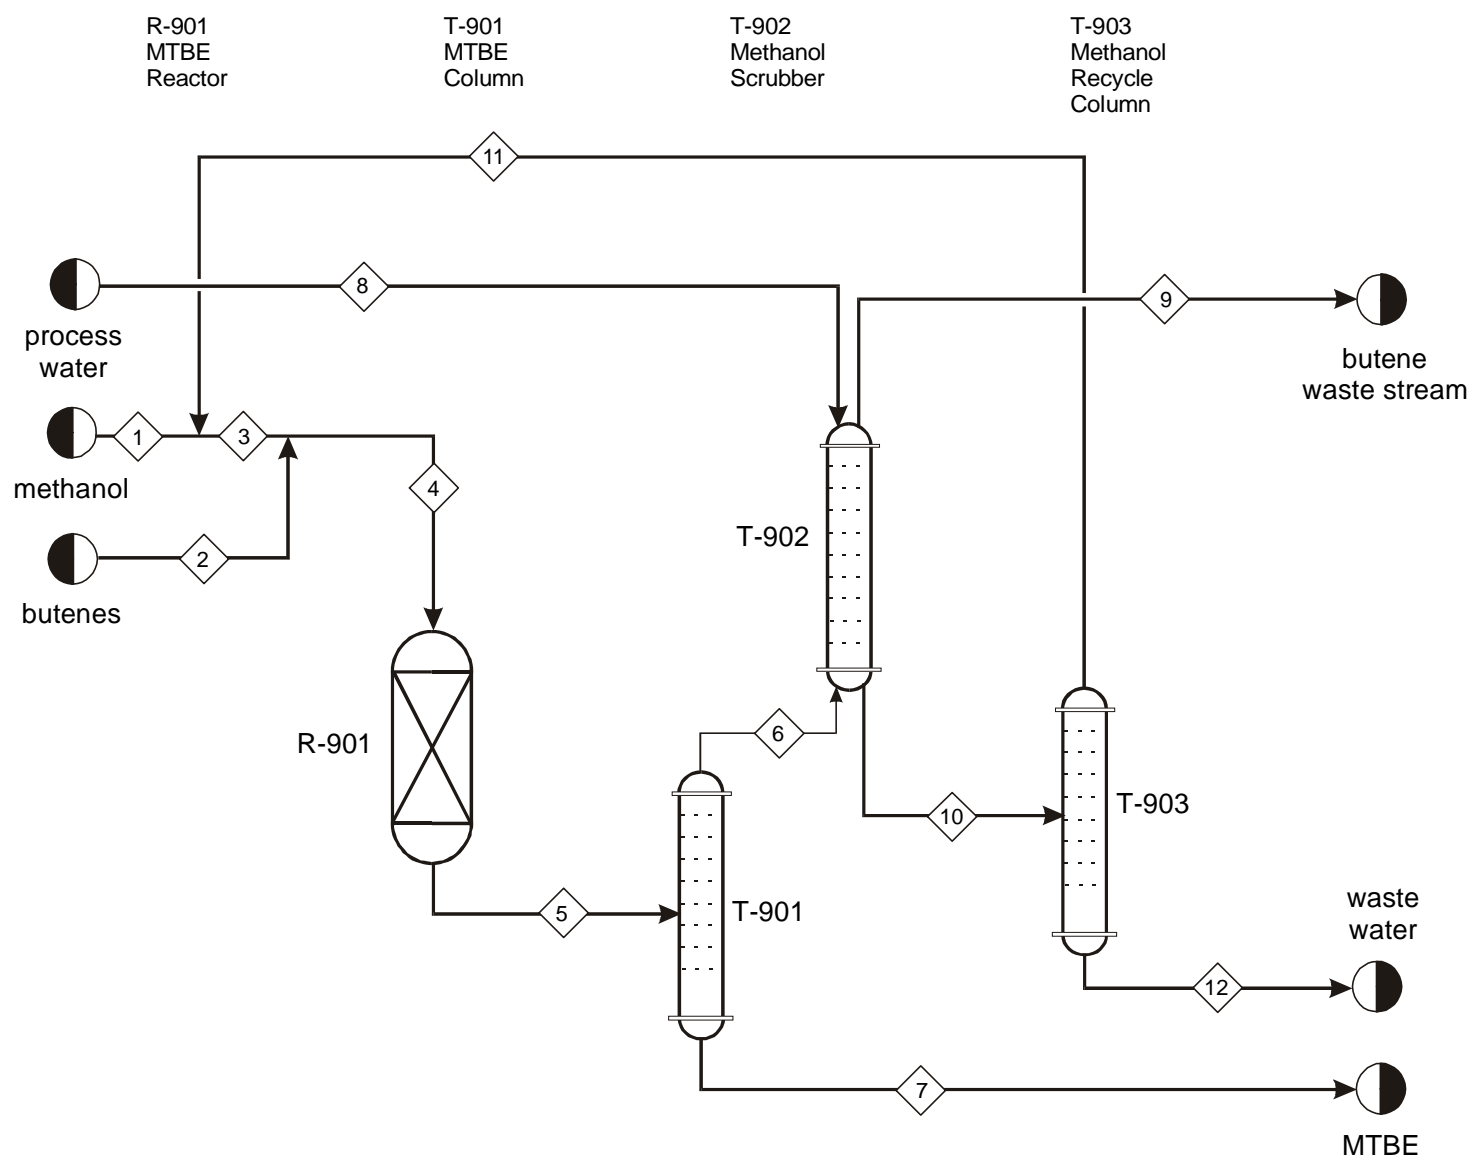 R-901
MTBE
Reactor
T-901
MTBE
Column
T-902
Methanol
Scrubber
T-903
Methanol
Recycle
Column
11
8
9
process
water
butene
waste stream
1
3
methanol
4
2
butenes
T-902
6
R-901
10
T-903
5
T-901
waste
water
12
7
MTBE